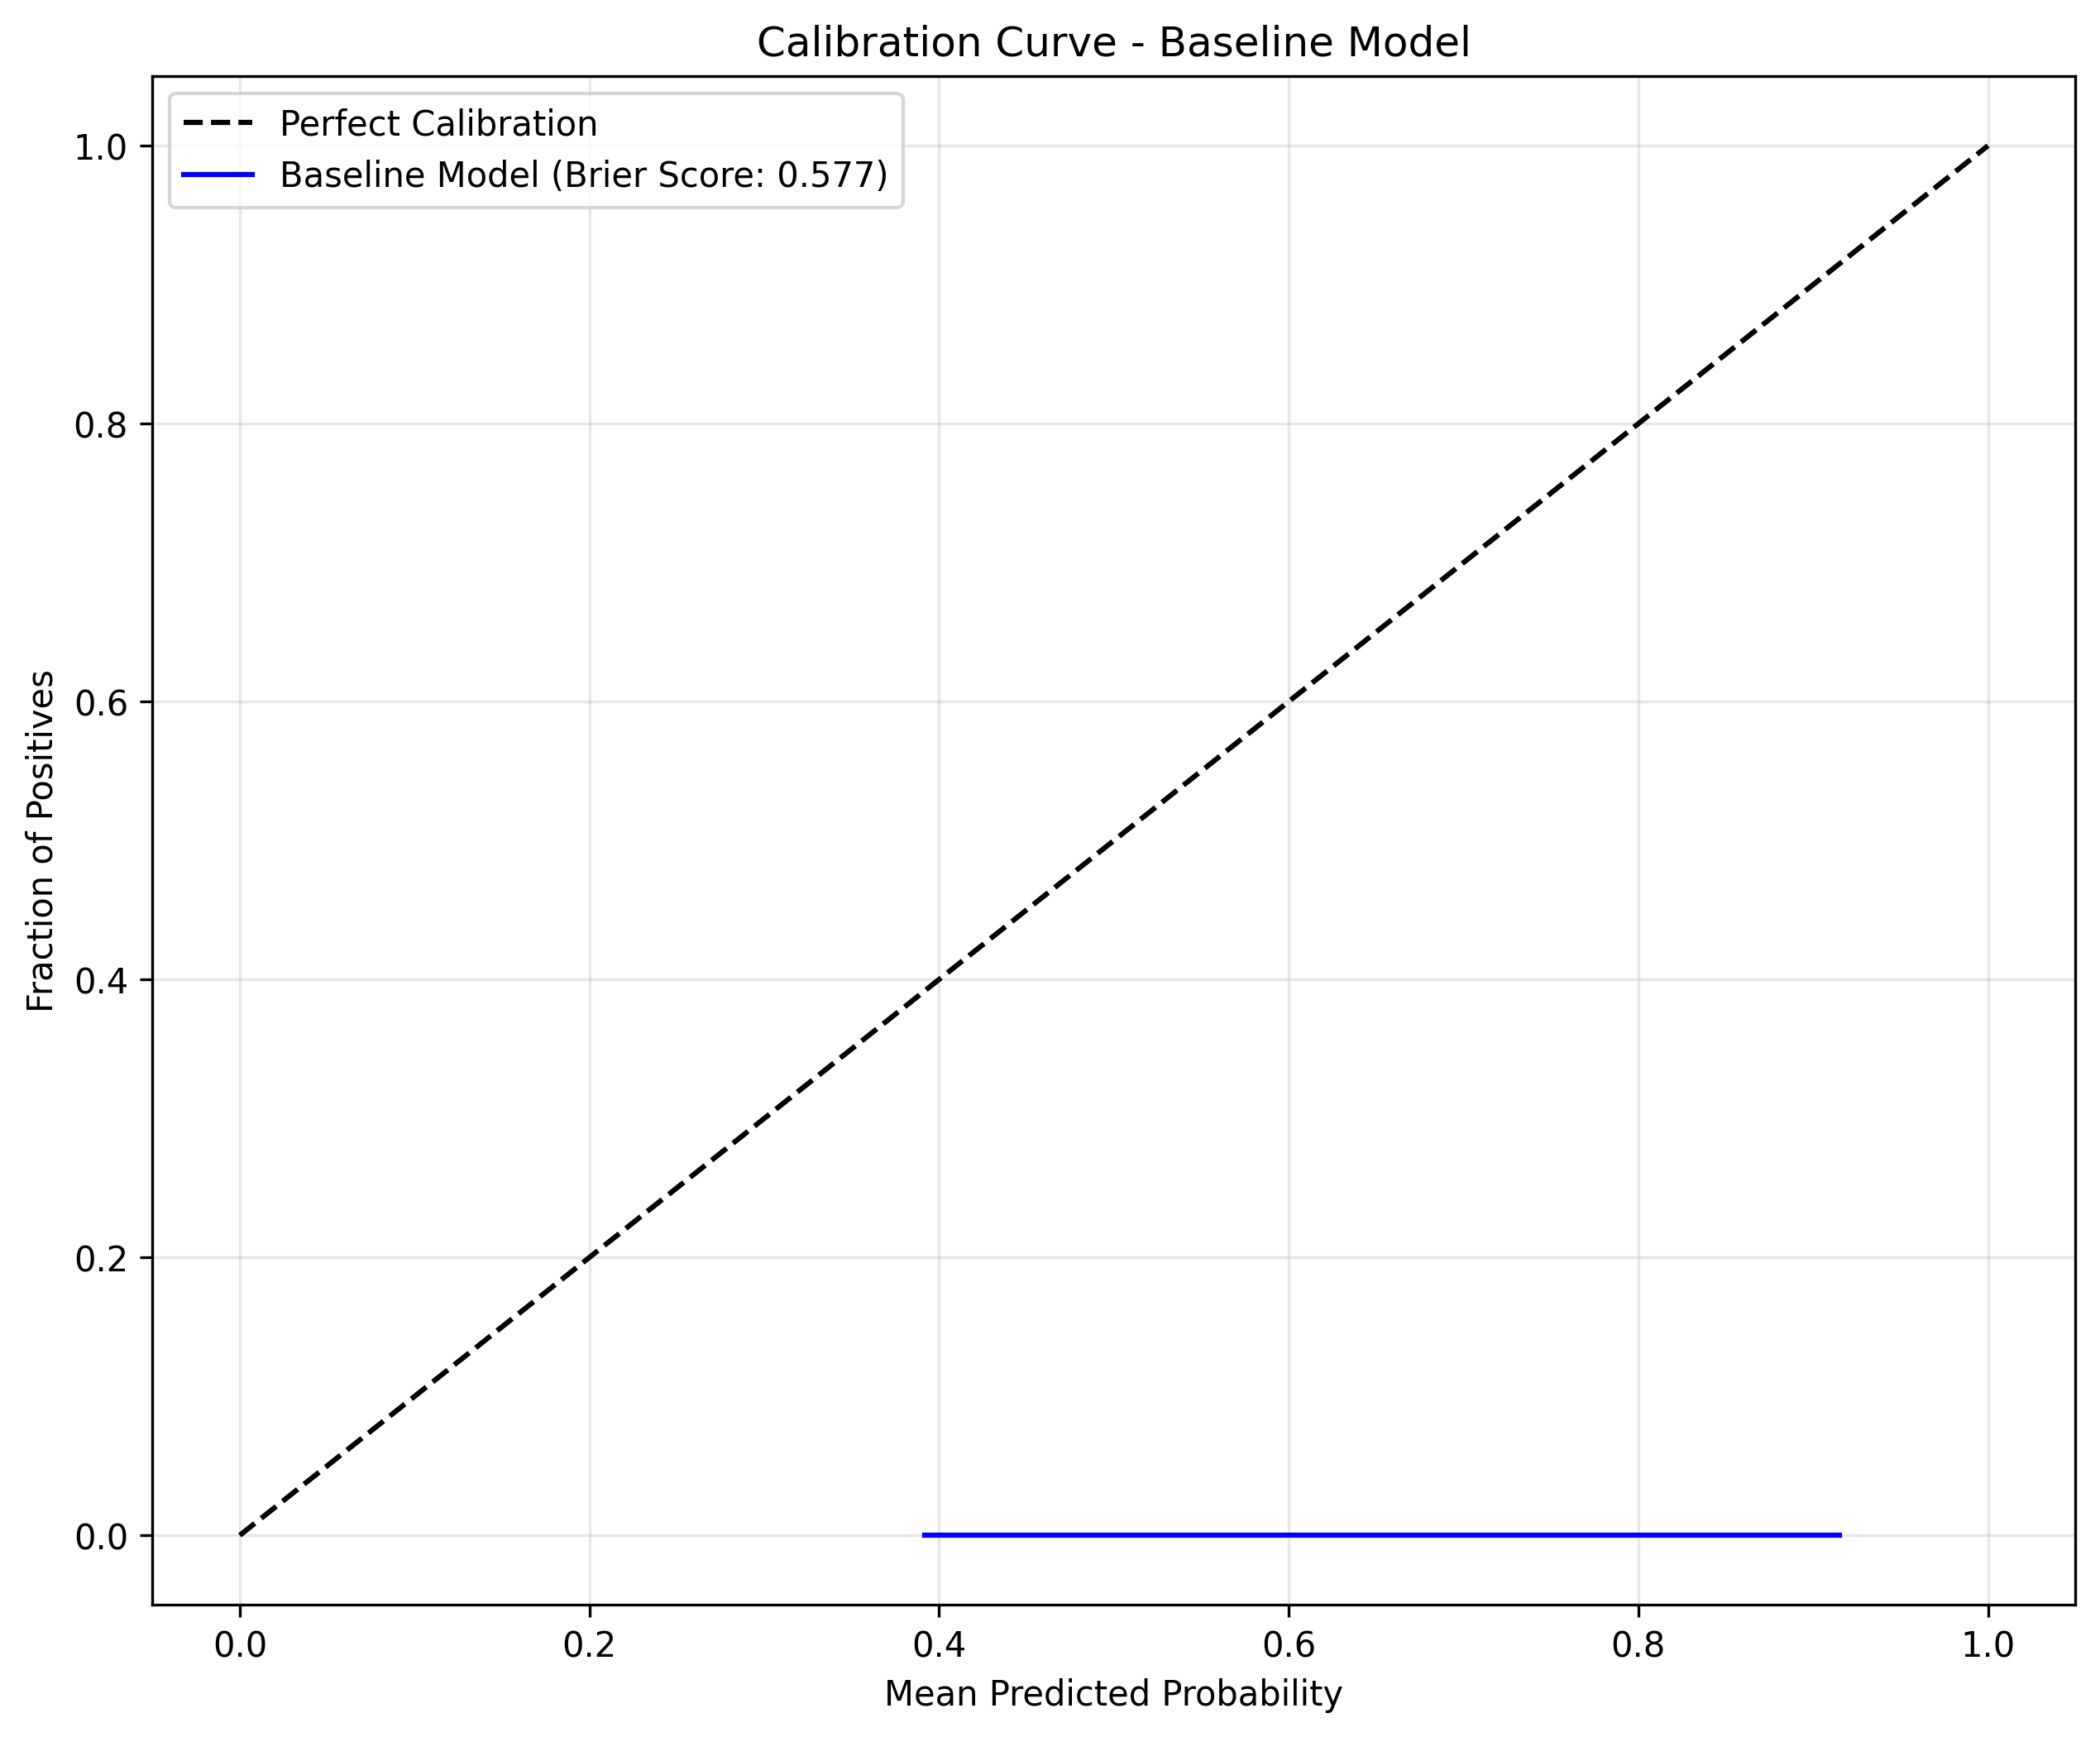 Calibration Curve - Baseline Model
Perfect Calibration
Baseline Model (Brier Score: 0.577)
1.0
0.8
0.6
0.4
0.2
0.0
Fraction of Positives
0.0 0.2 0.4 0.6 0.8 1.0
Mean Predicted Probability